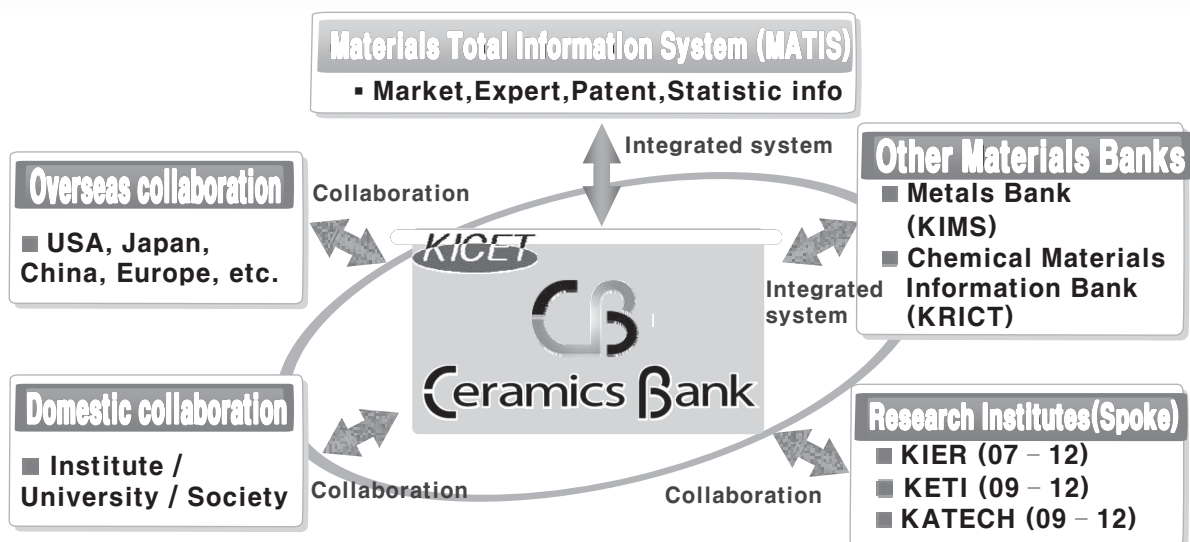 Materials Total Information System (MATIS)
▪ Market,Expert,Patent,Statistic info
Integrated system
Overseas collaboration
■ USA, Japan,
China, Europe, etc.
Collaboration
Other Materials Banks
■ Metals Bank
(KIMS)
■ Chemical Materials
Information Bank
(KRICT)
Integrated
system
KICET
CB
Ceramics Bank
Domestic collaboration
■ Institute /
University / Society
Collaboration
Collaboration
Research Institutes(Spoke)
■ KIER (07 – 12)
■ KETI (09 – 12)
■ KATECH (09 – 12)